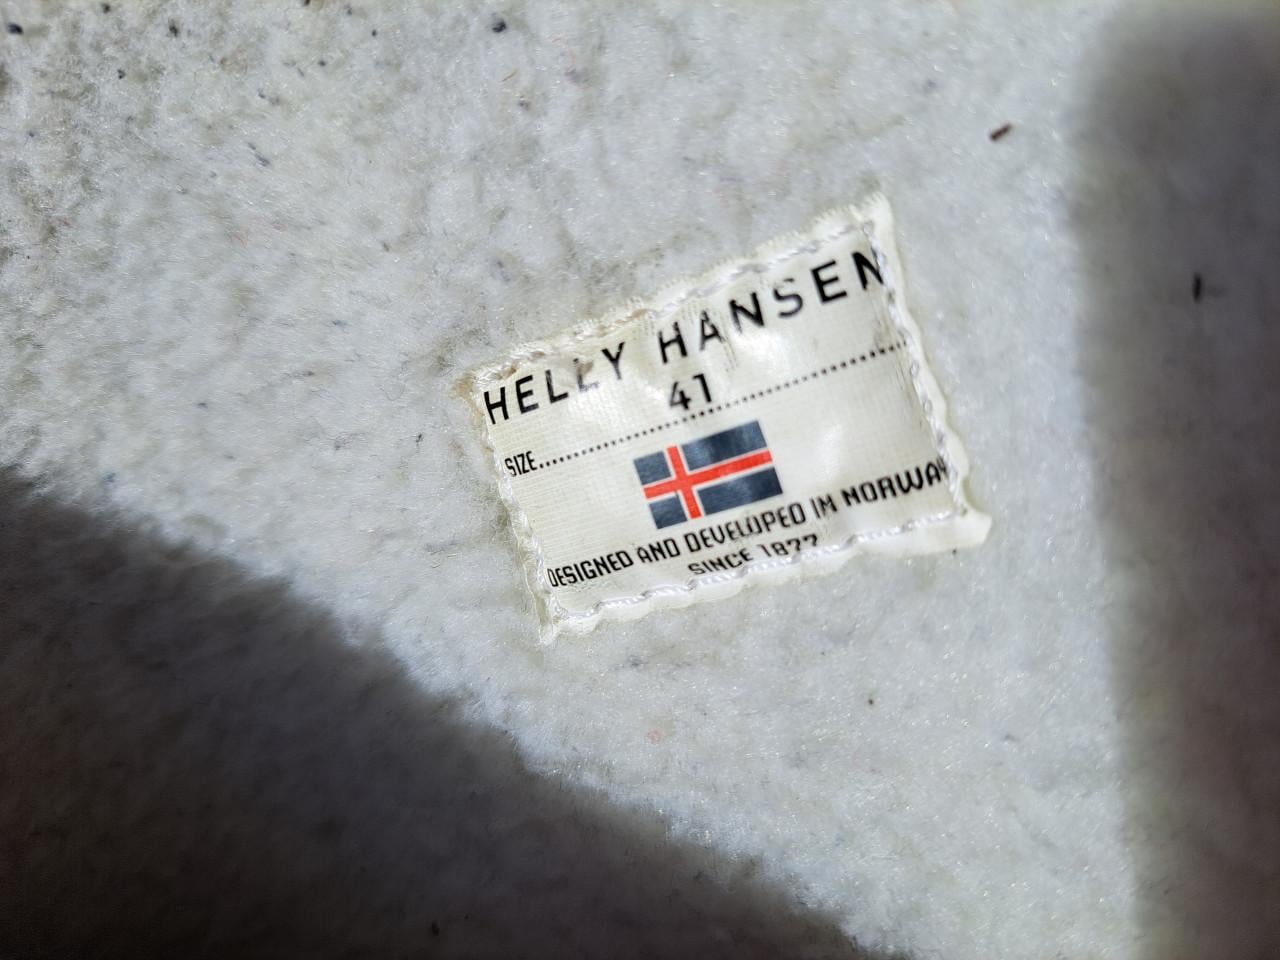 HELLY HANSEN
41
SIZE....................................
DESIGNED AND DEVELOPED IN NORWAY
SINCE 1877